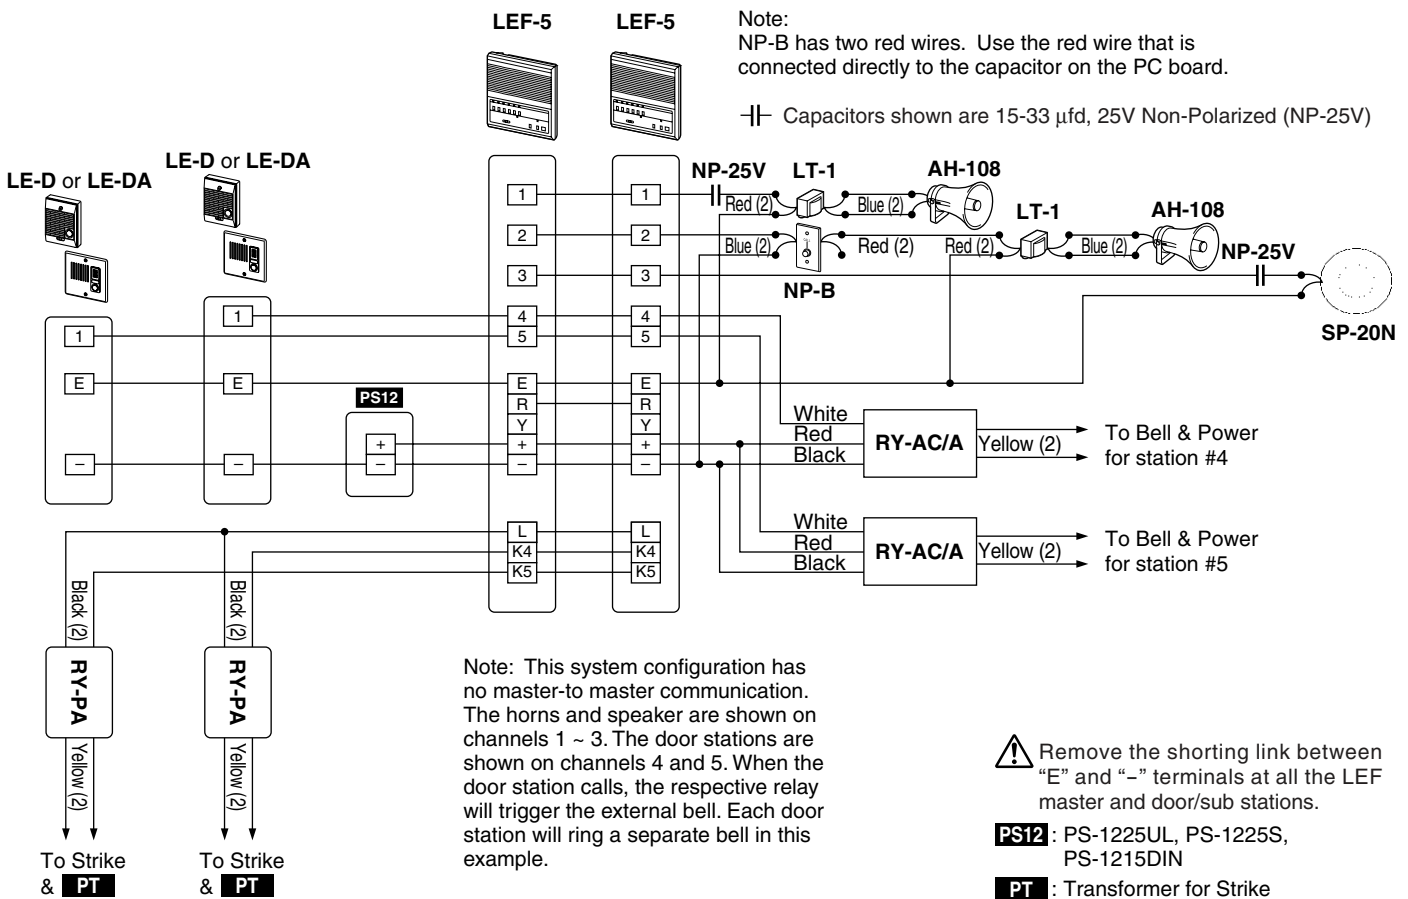 LEF-5
LEF-5
Note:
NP-B has two red wires. Use the red wire that is
connected directly to the capacitor on the PC board.
Capacitors shown are 15-33 μfd, 25V Non-Polarized (NP-25V)
LE-D or LE-DA
LE-D or LE-DA
NP-25V
LT-1
AH-108
Red (2)
Blue (2)
LT-1
AH-108
Blue (2)
Red (2)
Red (2)
Blue (2)
NP-25V
NP-B
SP-20N
1
E
–
1
E
–
PS12
+
–
1
2
3
4
5
E
R
Y
+
–
L
K4
K5
1
2
3
4
5
E
R
Y
+
–
L
K4
K5
White
Red
Black
RY-AC/A
Yellow (2)
To Bell & Power
for station #4
White
Red
Black
RY-AC/A
Yellow (2)
To Bell & Power
for station #5
Black (2)
Black (2)
RY-PA
RY-PA
Yellow (2)
Yellow (2)
To Strike
& PT
To Strike
& PT
Note: This system configuration has
no master-to master communication.
The horns and speaker are shown on
channels 1 ~ 3. The door stations are
shown on channels 4 and 5. When the
door station calls, the respective relay
will trigger the external bell. Each door
station will ring a separate bell in this
example.
Remove the shorting link between
“E” and “–” terminals at all the LEF
master and door/sub stations.
PS12 : PS-1225UL, PS-1225S,
PS-1215DIN
PT : Transformer for Strike